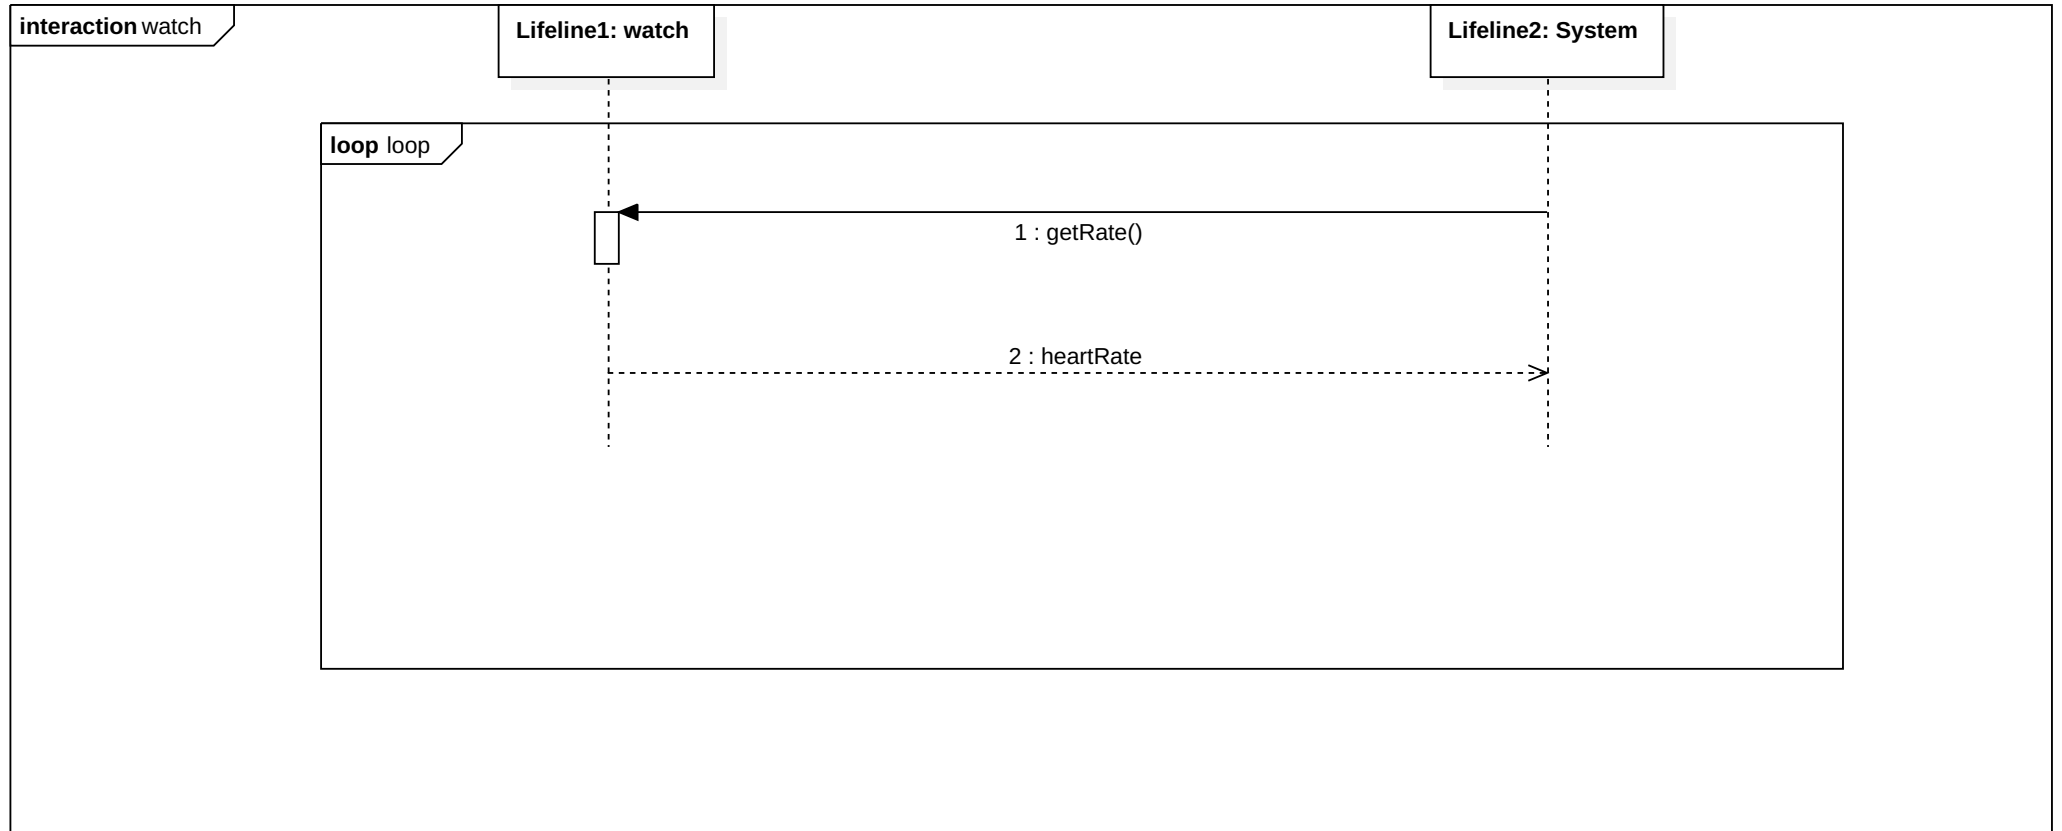 interaction watch
Lifeline1: watch
Lifeline2: System
loop loop
1 : getRate()
2 : heartRate